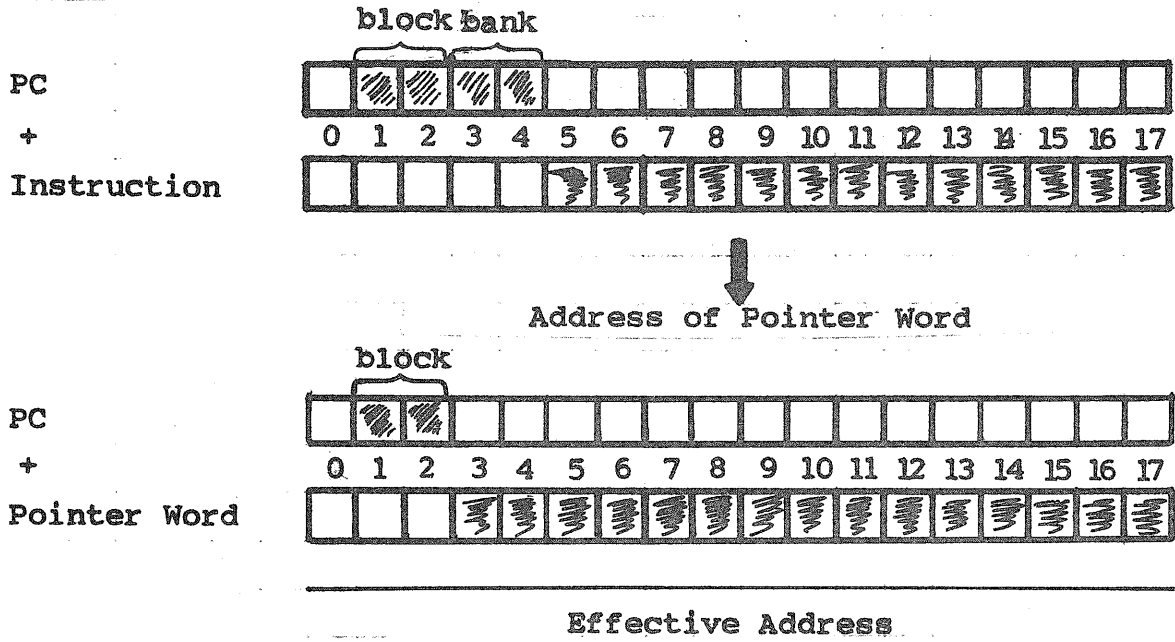 block bank
PC
+ 0 1 2 3 4 5 6 7 8 9 10 11 12 13 14 15 16 17
Instruction
Address of Pointer Word
block
PC
+ 0 1 2 3 4 5 6 7 8 9 10 11 12 13 14 15 16 17
Pointer Word
Effective Address